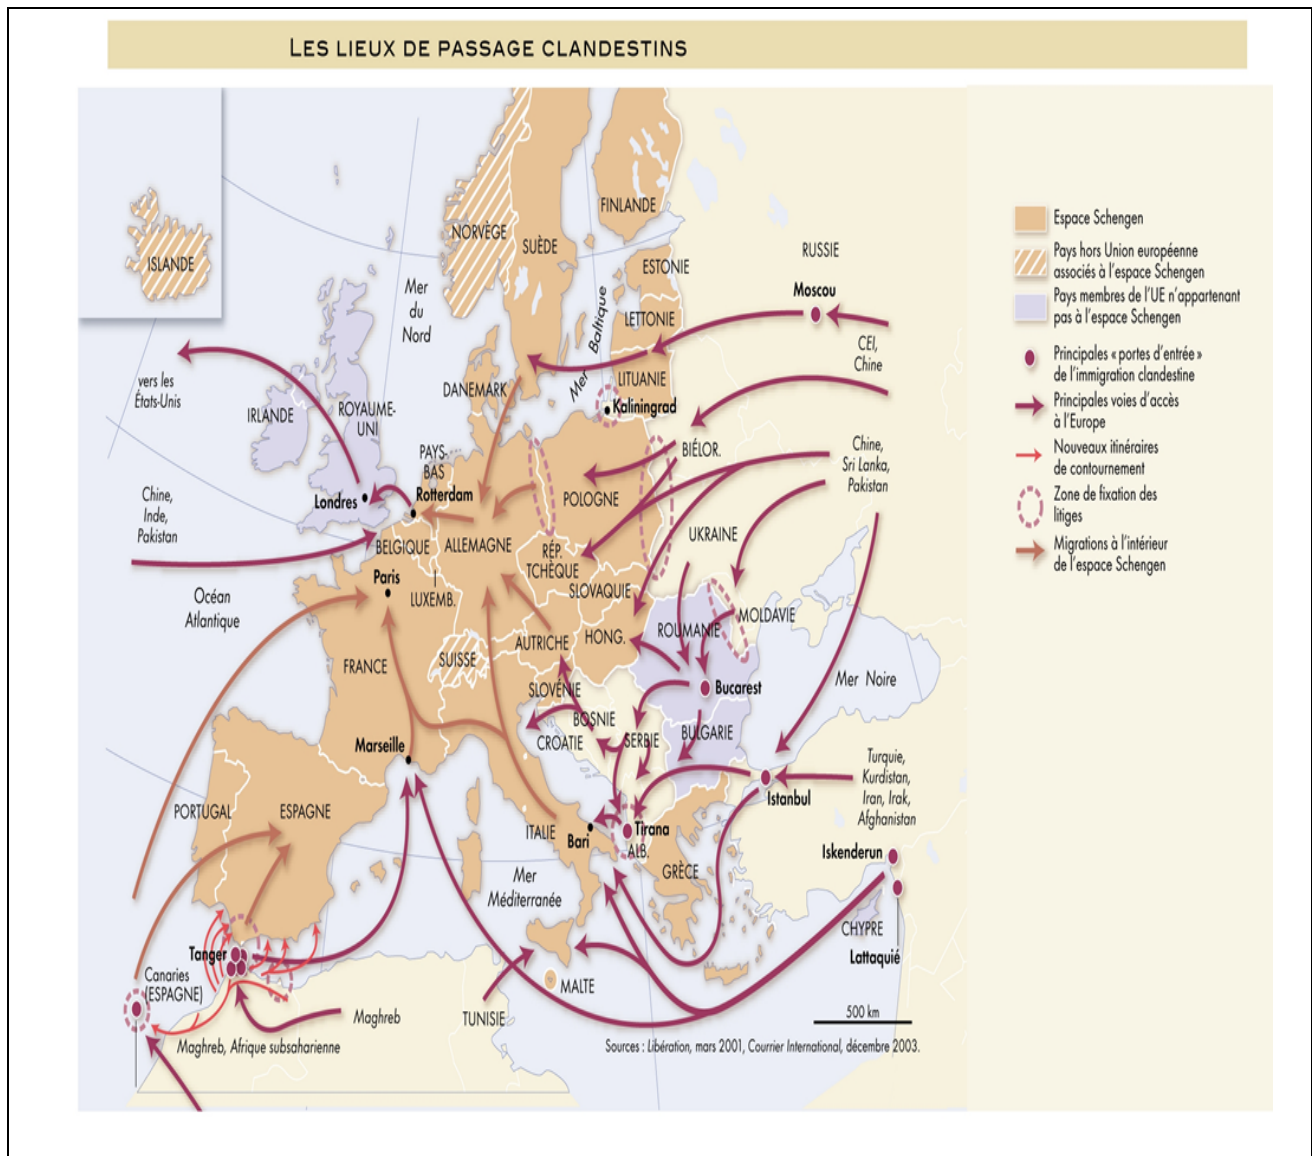 LES LIEUX DE PASSAGE CLANDESTINS
ISLANDE
NORVÈGE
SUÈDE
FINLANDE
ESTONIE
RUSSIE
Moscou
LETTONIE
Mer
du
Nord
Mer Baltique
CEI,
Chine
vers les
États-Unis
IRLANDE
ROYAUME-
UNI
DANEMARK
LITUANIE
Kaliningrad
BIÉLOR.
Chine,
Sri Lanka,
Pakistan
PAYS-
BAS
Rotterdam
Londres
POLOGNE
Chine,
Inde,
Pakistan
BELGIQUE
ALLEMAGNE
UKRAINE
RÉP.
TCHÈQUE
Paris
LUXEMB.
SLOVAQUIE
Océan
Atlantique
MOLDAVIE
ROUMANIE
AUTRICHE
HONG.
FRANCE
SUISSE
SLOVÉNIE
Bucarest
Mer Noire
BOSNIE
CROATIE
SERBIE
BULGARIE
Marseille
Turquie,
Kurdistan,
Iran, Irak,
Afghanistan
Istanbul
PORTUGAL
ESPAGNE
ITALIE
Bari
Tirana
ALB.
GRÈCE
Iskenderun
Mer
Méditerranée
CHYPRE
Lattaquié
Tanger
Canaries
(ESPAGNE)
MALTE
Maghreb
TUNISIE
Maghreb, Afrique subsaharienne
500 km
Sources : Libération, mars 2001, Courrier International, décembre 2003.
Espace Schengen
Pays hors Union européenne
associés à l'espace Schengen
Pays membres de l'UE n'appartenant
pas à l'espace Schengen
Principales « portes d'entrée »
de l'immigration clandestine
Principales voies d'accès
à l'Europe
Nouveaux itinéraires
de contournement
Zone de fixation des
litiges
Migrations à l'intérieur
de l'espace Schengen